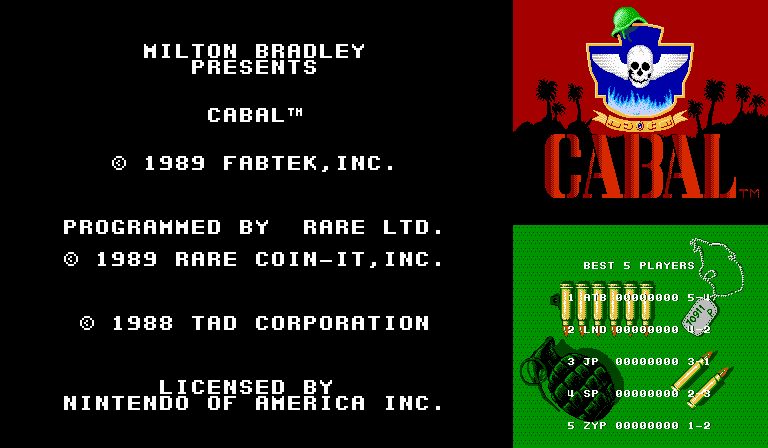 MILTON BRADLEY
PRESENTS
CABAL™
© 1989 FABTEK,INC.
PROGRAMMED BY RARE LTD.
© 1989 RARE COIN-IT,INC.
© 1988 TAD CORPORATION
LICENSED BY
NINTENDO OF AMERICA INC.
CABAL™
BEST 5 PLAYERS
1 ATB 00000000 5-4
2 LND 00000000 4-2
3 JP 00000000 3-1
4 SP 00000000 2-3
5 ZYP 00000000 1-2